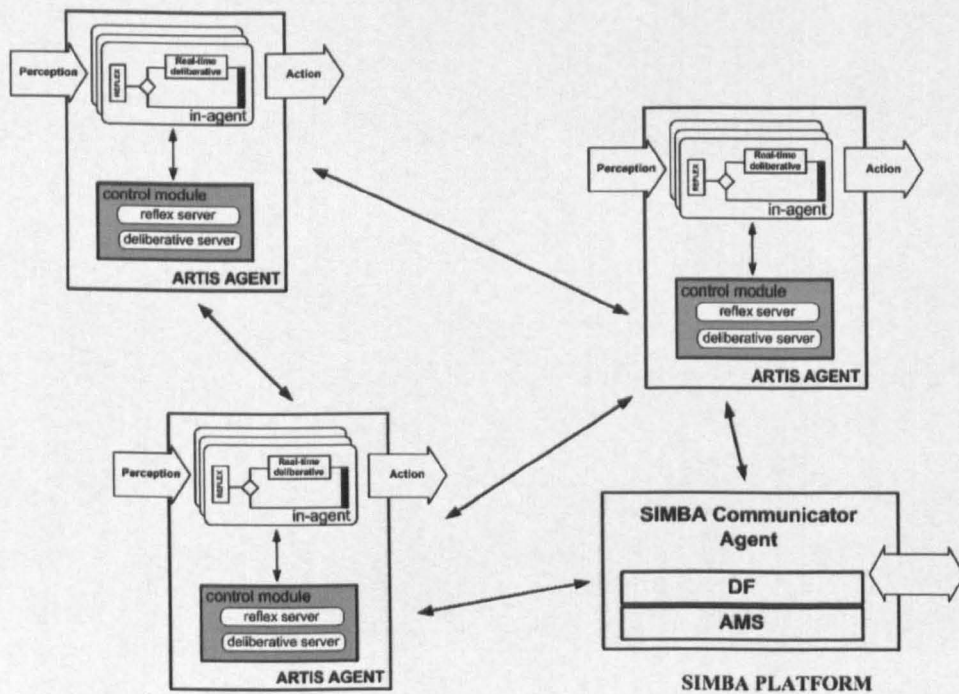 Perception
REFLEX
Real-time
deliberative
in-agent
Action
control module
reflex server
deliberative server
ARTIS AGENT
Perception
REFLEX
Real-time
deliberative
in-agent
Action
control module
reflex server
deliberative server
ARTIS AGENT
Perception
REFLEX
Real-time
deliberative
in-agent
Action
control module
reflex server
deliberative server
ARTIS AGENT
SIMBA Communicator
Agent
DF
AMS
SIMBA PLATFORM